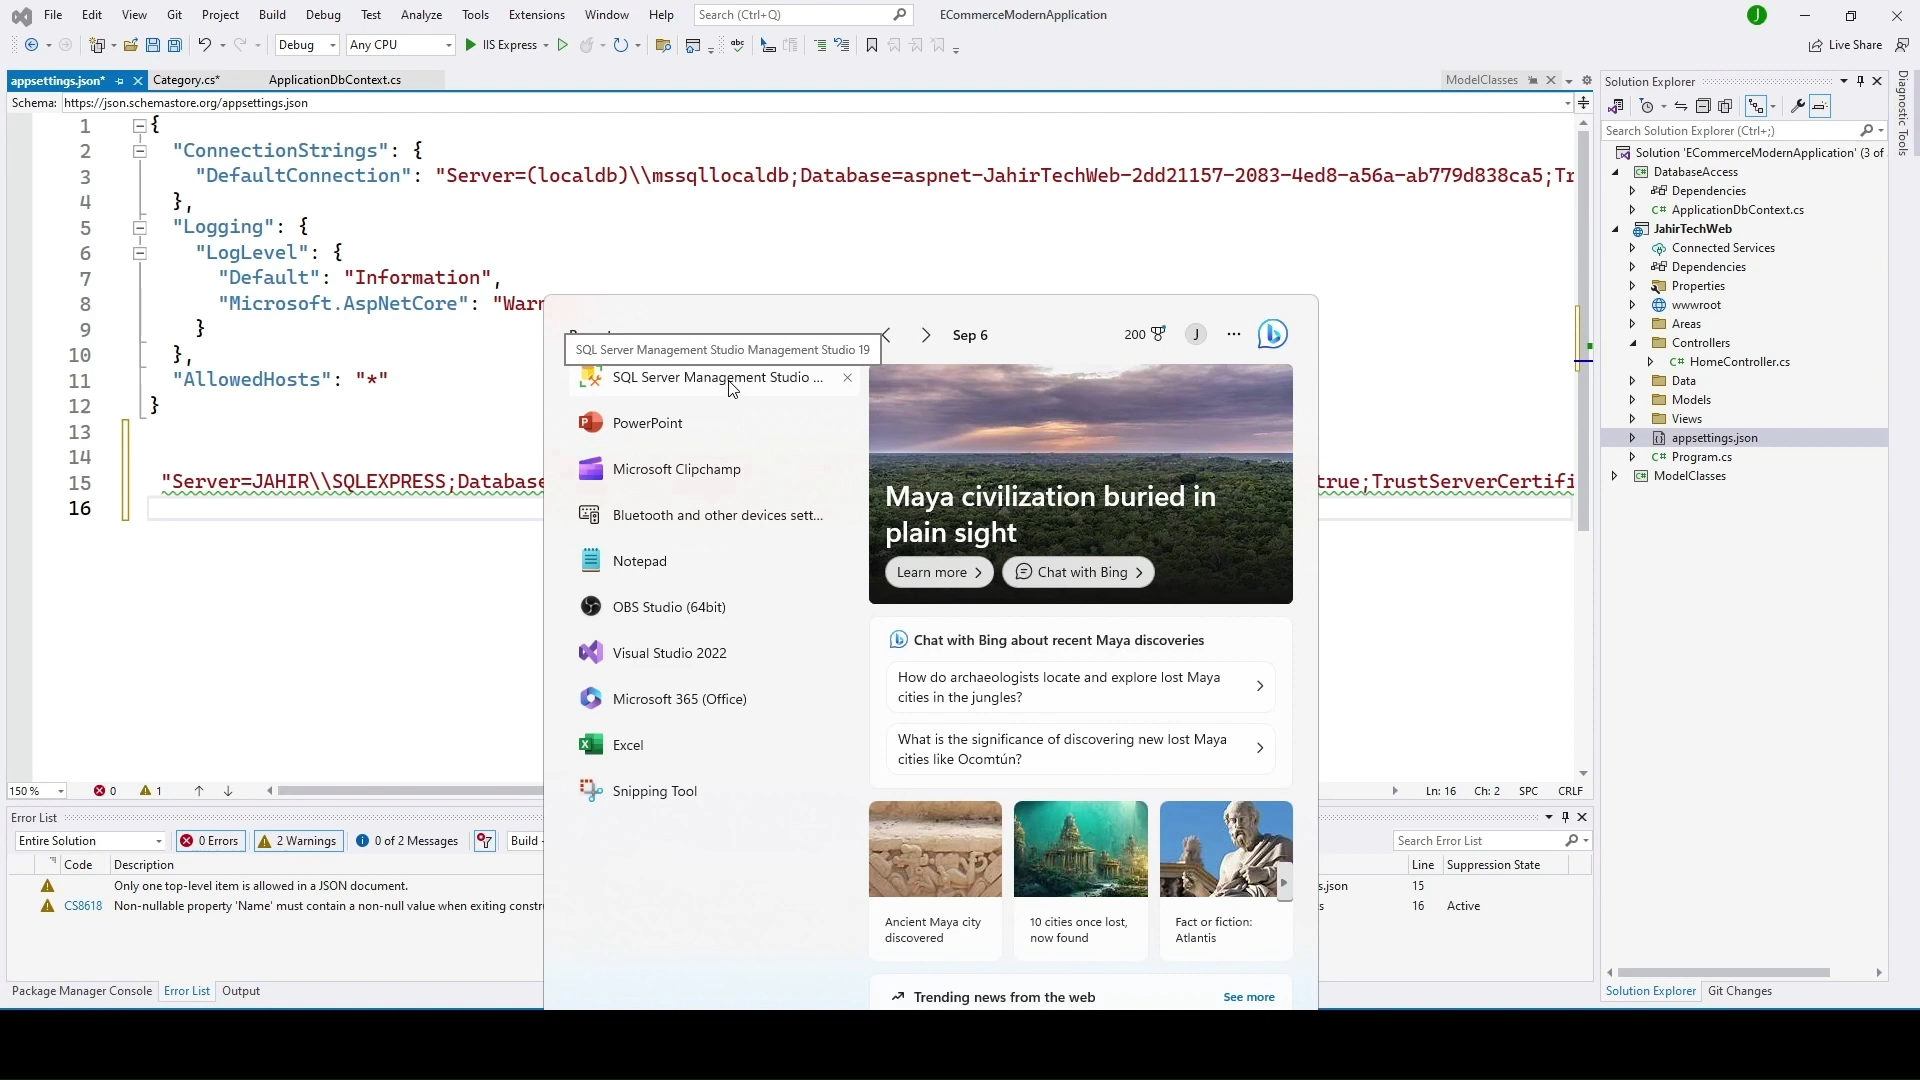 File Edit View Git Project Build Debug Test Analyze Tools Extensions Window Help Search (Ctrl+Q) ECommerceModernApplication J
Debug Any CPU IIS Express Live Share
appsettings.json* Category.cs* ApplicationDbContext.cs ModelClasses
Schema: https://json.schemastore.org/appsettings.json
1 {
2 "ConnectionStrings": {
3 "DefaultConnection": "Server=(localdb)\\mssqllocaldb;Database=aspnet-JahirTechWeb-2dd21157-2083-4ed8-a56a-ab779d838ca5;Tr
4 },
5 "Logging": {
6 "LogLevel": {
7 "Default": "Information",
8 "Microsoft.AspNetCore": "Warn
9 }
10 },
11 "AllowedHosts": "*"
12 }
13
14
15 "Server=JAHIR\\SQLEXPRESS;Database true;TrustServerCertifi
16
150 % 0 1 Ln: 16 Ch: 2 SPC CRLF
Error List
Entire Solution 0 Errors 2 Warnings 0 of 2 Messages Build Search Error List
Code Description Line Suppression State
Only one top-level item is allowed in a JSON document. s.json 15
CS8618 Non-nullable property 'Name' must contain a non-null value when exiting constr s 16 Active
Package Manager Console Error List Output
Sep 6 200 J
SQL Server Management Studio Management Studio 19
SQL Server Management Studio ...
PowerPoint
Microsoft Clipchamp
Bluetooth and other devices sett...
Notepad
OBS Studio (64bit)
Visual Studio 2022
Microsoft 365 (Office)
Excel
Snipping Tool
Maya civilization buried in
plain sight
Learn more Chat with Bing
Chat with Bing about recent Maya discoveries
How do archaeologists locate and explore lost Maya
cities in the jungles?
What is the significance of discovering new lost Maya
cities like Ocomtún?
Ancient Maya city
discovered
10 cities once lost,
now found
Fact or fiction:
Atlantis
Trending news from the web See more
Solution Explorer
Search Solution Explorer (Ctrl+;)
Solution 'ECommerceModernApplication' (3 of
DatabaseAccess
Dependencies
C# ApplicationDbContext.cs
JahirTechWeb
Connected Services
Dependencies
Properties
wwwroot
Areas
Controllers
C# HomeController.cs
Data
Models
Views
appsettings.json
C# Program.cs
ModelClasses
Solution Explorer Git Changes
Diagnostic Tools